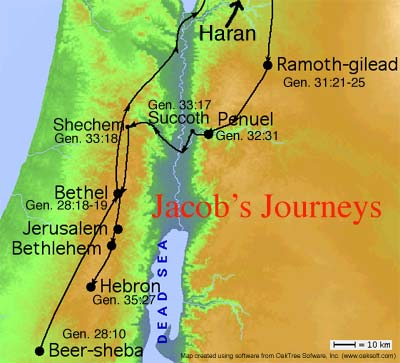 Haran
Ramoth-gilead
Gen. 31:21-25
Gen. 33:17
Succoth
Penuel
Gen. 32:31
Shechem
Gen. 33:18
Bethel
Gen. 28:18-19
Jacob's Journeys
Jerusalem
Bethlehem
DEAD SEA
Hebron
Gen. 35:27
Gen. 28:10
Beer-sheba
= 10 km
Map created using software from OakTree Sofware, Inc. (www.oaksoft.com)